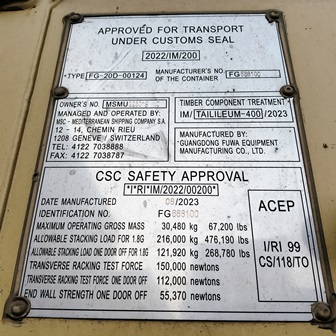 APPROVED FOR TRANSPORT
UNDER CUSTOMS SEAL
2022/IM/200
*TYPE FG-20D-00124 MANUFACTURER'S NO. OF THE CONTAINER
OWNER'S NO. MSMU
MANAGED AND OPERATED BY:
MSC - MEDITERRANEAN SHIPPING COMPANY S.A.
12 - 14, CHEMIN RIEU
1208 GENEVE / SWITZERLAND
TEL: 4122 7038888
FAX: 4122 7038787
TIMBER COMPONENT TREATMENT
IM/TAILILEUM-400/2023
MANUFACTURED BY:
GUANGDONG FUWA EQUIPMENT
MANUFACTURING CO., LTD.
CSC SAFETY APPROVAL
*I*R I*IM/2022/00200*
DATE MANUFACTURED /2023
IDENTIFICATION NO.
MAXIMUM OPERATING GROSS MASS 30,480 kg 67,200 lbs
ALLOWABLE STACKING LOAD FOR 1.8G 216,000 kg 476,190 lbs
ALLOWABLE STACKING LOAD ONE DOOR OFF FOR 1.8G 121,920 kg 268,780 lbs
TRANSVERSE RACKING TEST FORCE 150,000 newtons
TRANSVERSE RACKING TEST FORCE ONE DOOR OFF 112,000 newtons
END WALL STRENGTH ONE DOOR OFF 55,370 newtons
ACEP
I/RI 99
CS/118/TO